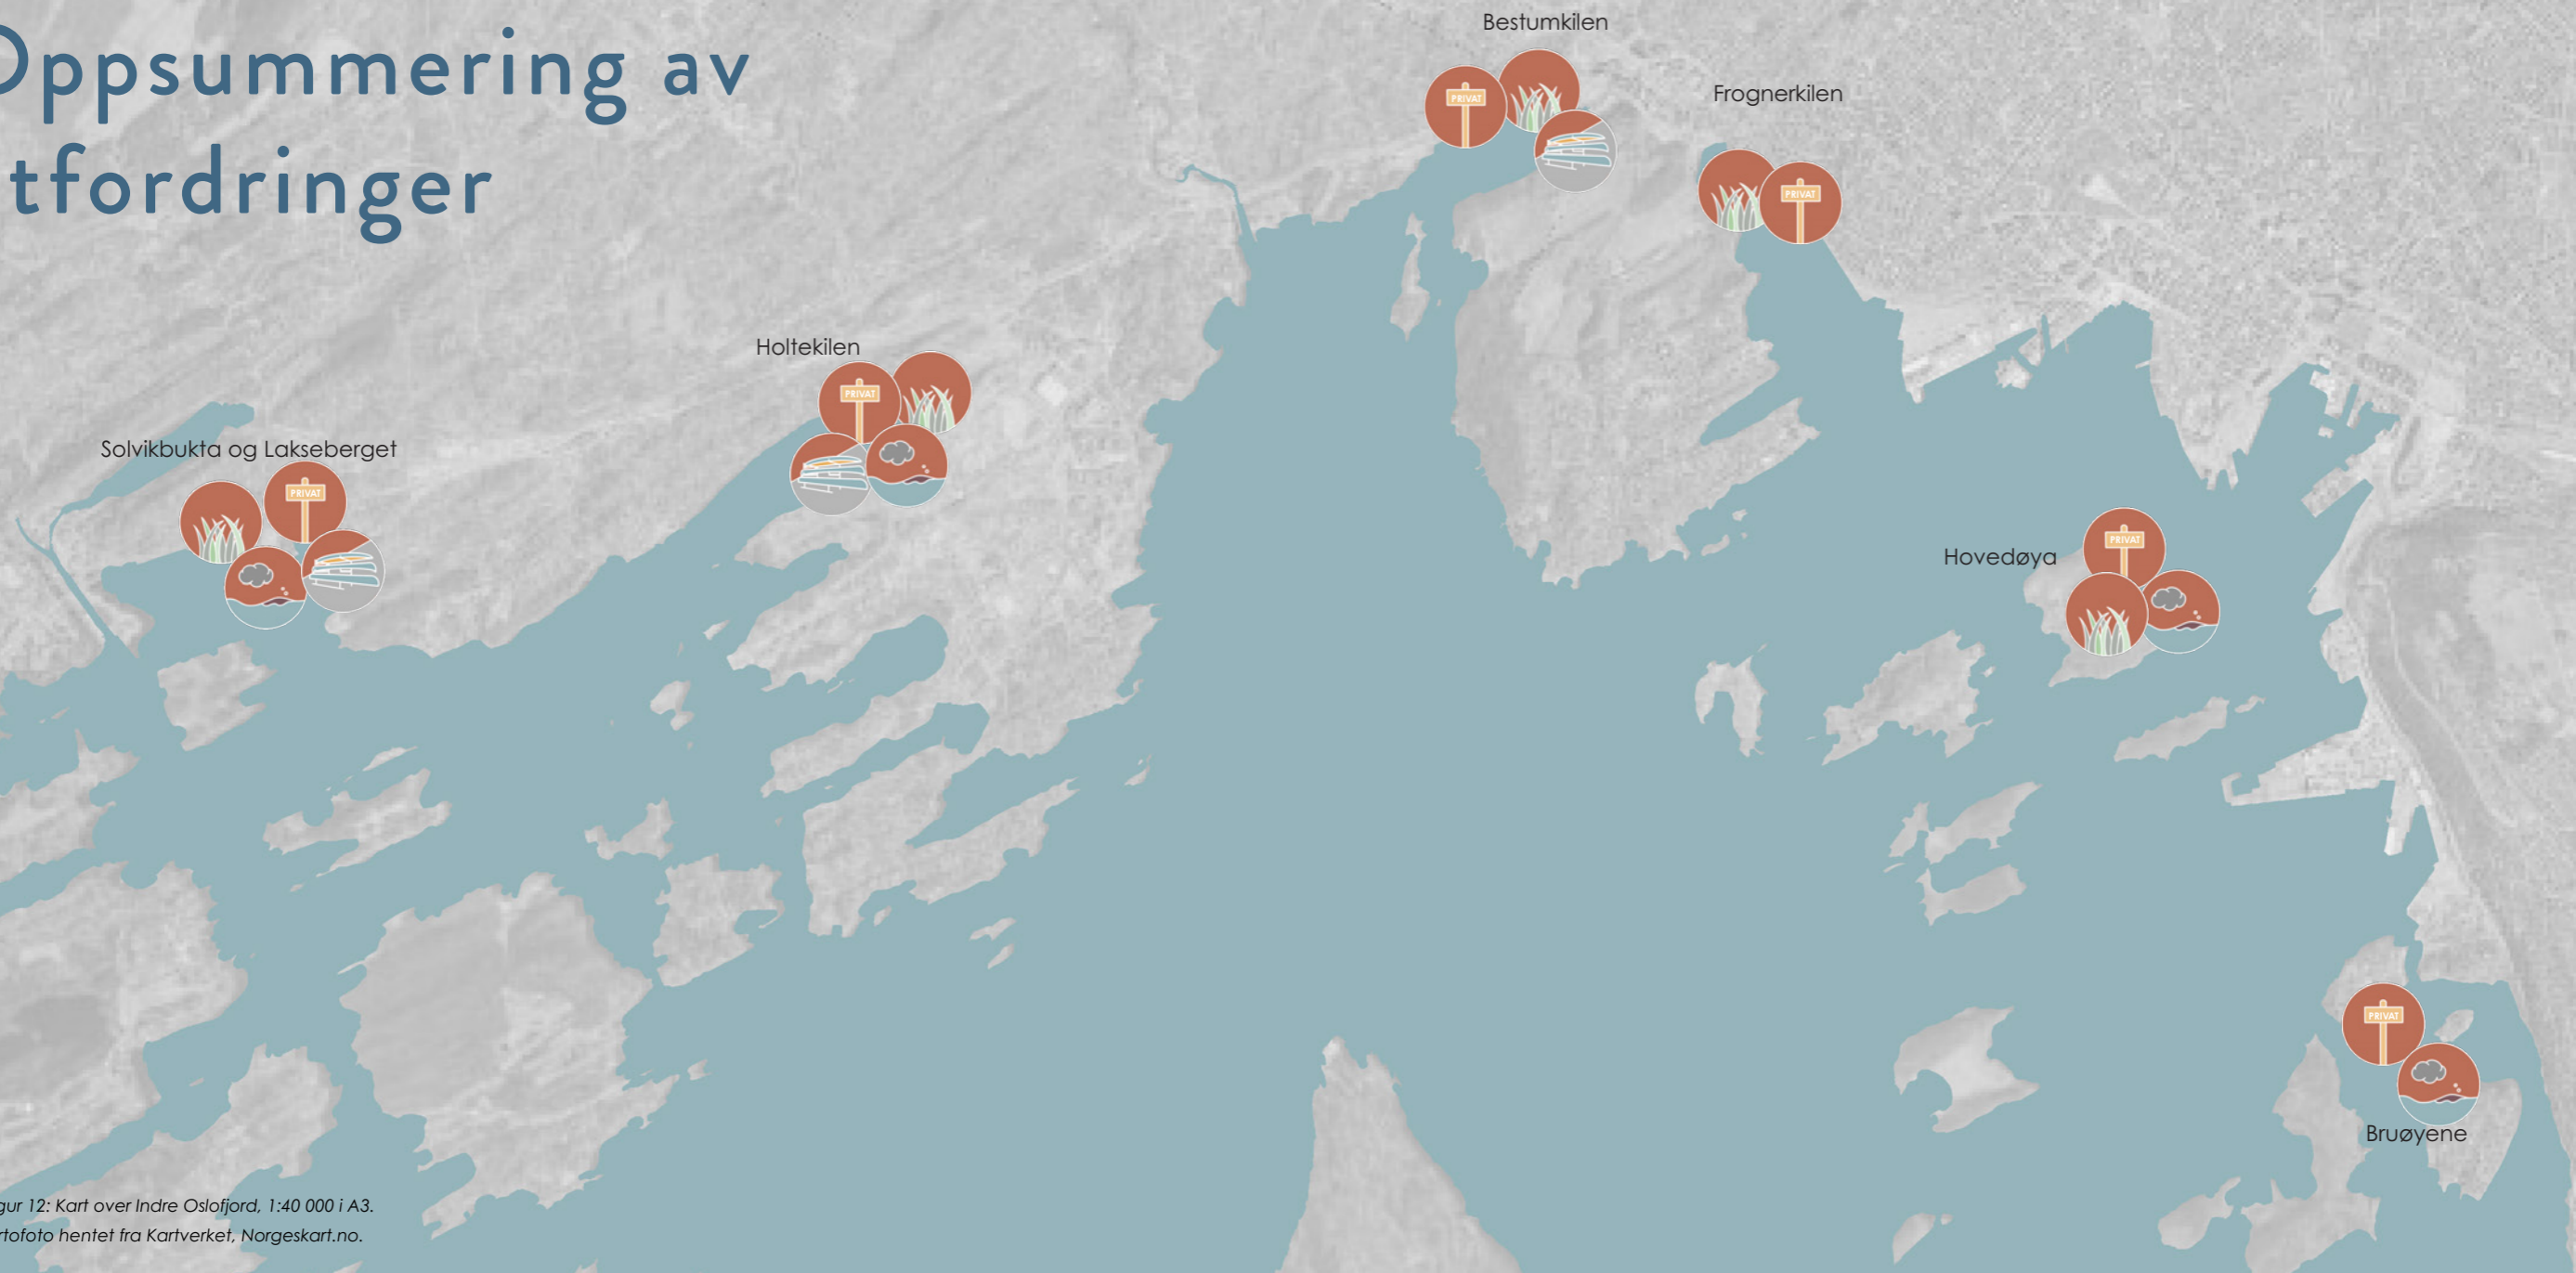 Oppsummering av
tfordringer
Bestumkilen
PRIVAT
Frognerkilen
PRIVAT
Holtekilen
PRIVAT
Solvikbukta og Lakseberget
PRIVAT
Hovedøya
PRIVAT
PRIVAT
Bruøyene
gur 12: Kart over Indre Oslofjord, 1:40 000 i A3.
rtofoto hentet fra Kartverket, Norgeskart.no.